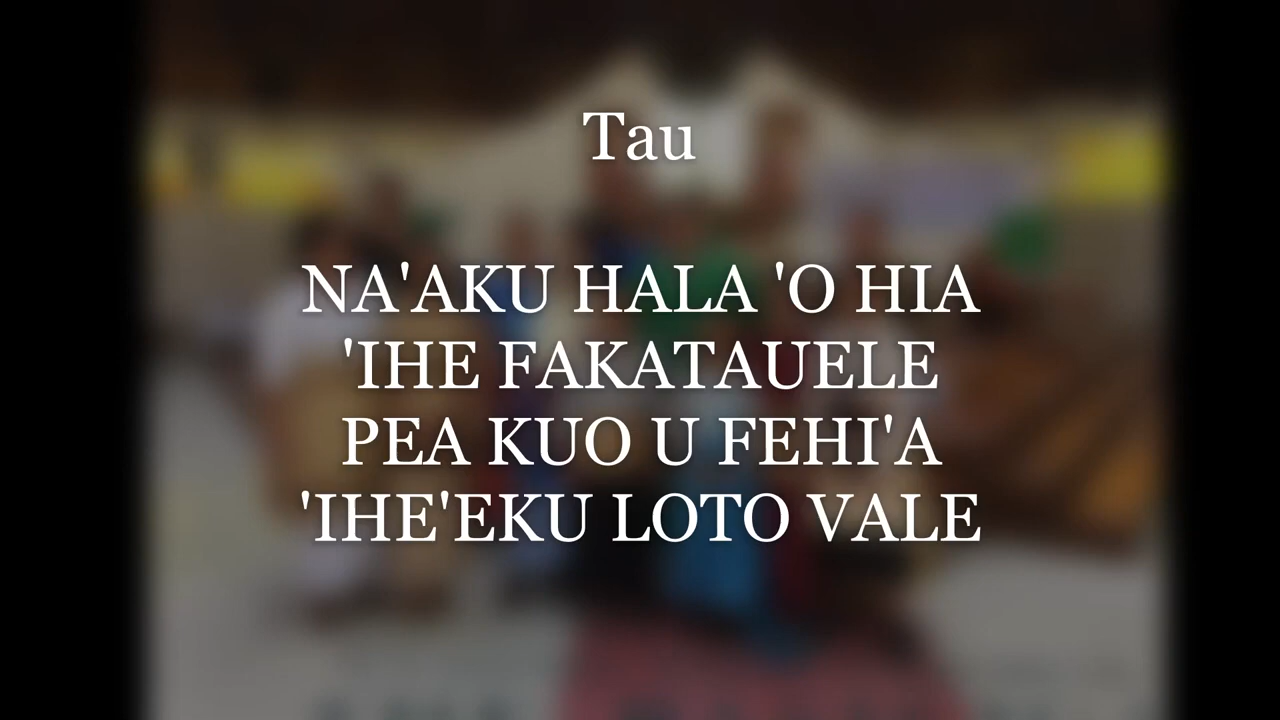 Tau
NA'AKU HALA 'O HIA
'IHE FAKATAUELE
PEA KUO U FEHI'A
'IHE'EKU LOTO VALE